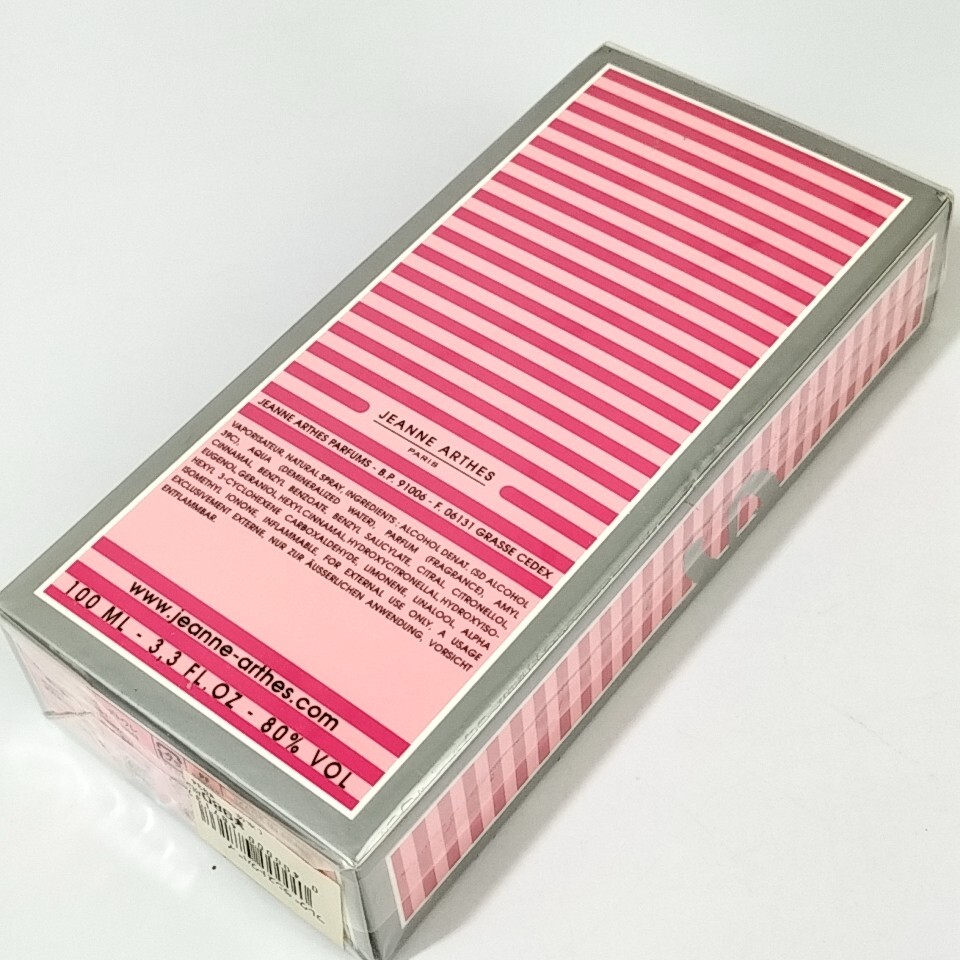 JEANNE ARTHES
PARIS
JEANNE ARTHES PARFUMS - B.P. 91006 - F. 06131 GRASSE CEDEX
VAPORISATEUR, NATURAL SPRAY, INGREDIENTS : ALCOHOL DENAT. (SD ALCOHOL
39C), AQUA (DEMINERALIZED WATER), PARFUM (FRAGRANCE), AMYL
CINNAMAL, BENZYL BENZOATE, BENZYL SALICYLATE, CITRAL, CITRONELLOL,
EUGENOL, GERANIOL, HEXYLCINNAMAL, HYDROXYCITRONELLAL, HYDROXYISO-
HEXYL 3-CYCLOHEXENE CARBOXALDEHYDE, LIMONENE, LINALOOL, ALPHA
ISOMETHYL IONONE, INFLAMMABLE, FOR EXTERNAL USE ONLY, A USAGE
EXCLUSIVEMENT EXTERNE, NUR ZUR ÄUSSERLICHEN ANWENDUNG, VORSICHT
ENTFLAMMBAR.
www.jeanne-arthes.com
100 ML - 3,3 FL.OZ - 80% VOL